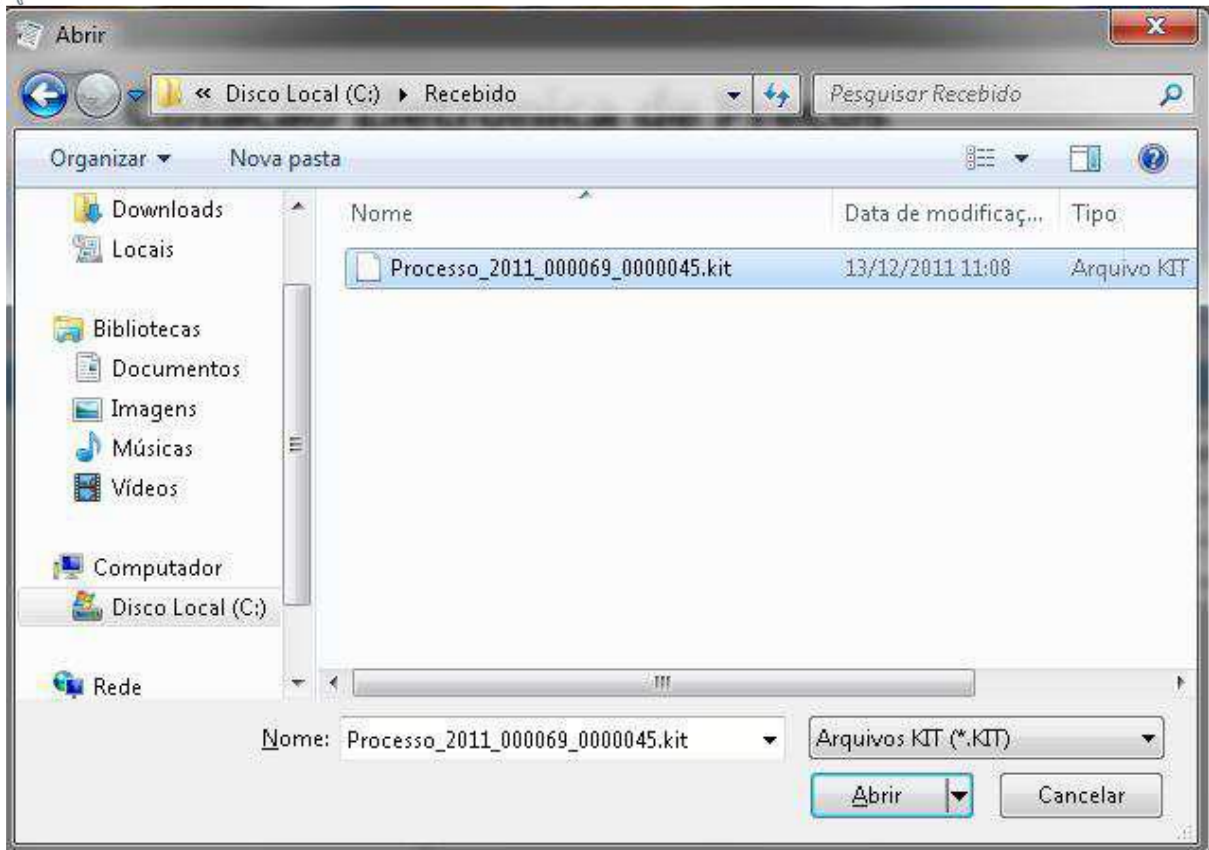 Abrir
« Disco Local (C:) ▸ Recebido
Pesquisar Recebido
Organizar
Nova pasta
Downloads
Locais
Bibliotecas
Documentos
Imagens
Músicas
Vídeos
Computador
Disco Local (C:)
Rede
Nome Data de modificaç... Tipo
Processo_2011_000069_0000045.kit 13/12/2011 11:08 Arquivo KIT
Nome: Processo_2011_000069_0000045.kit
Arquivos KIT (*.KIT)
Abrir
Cancelar